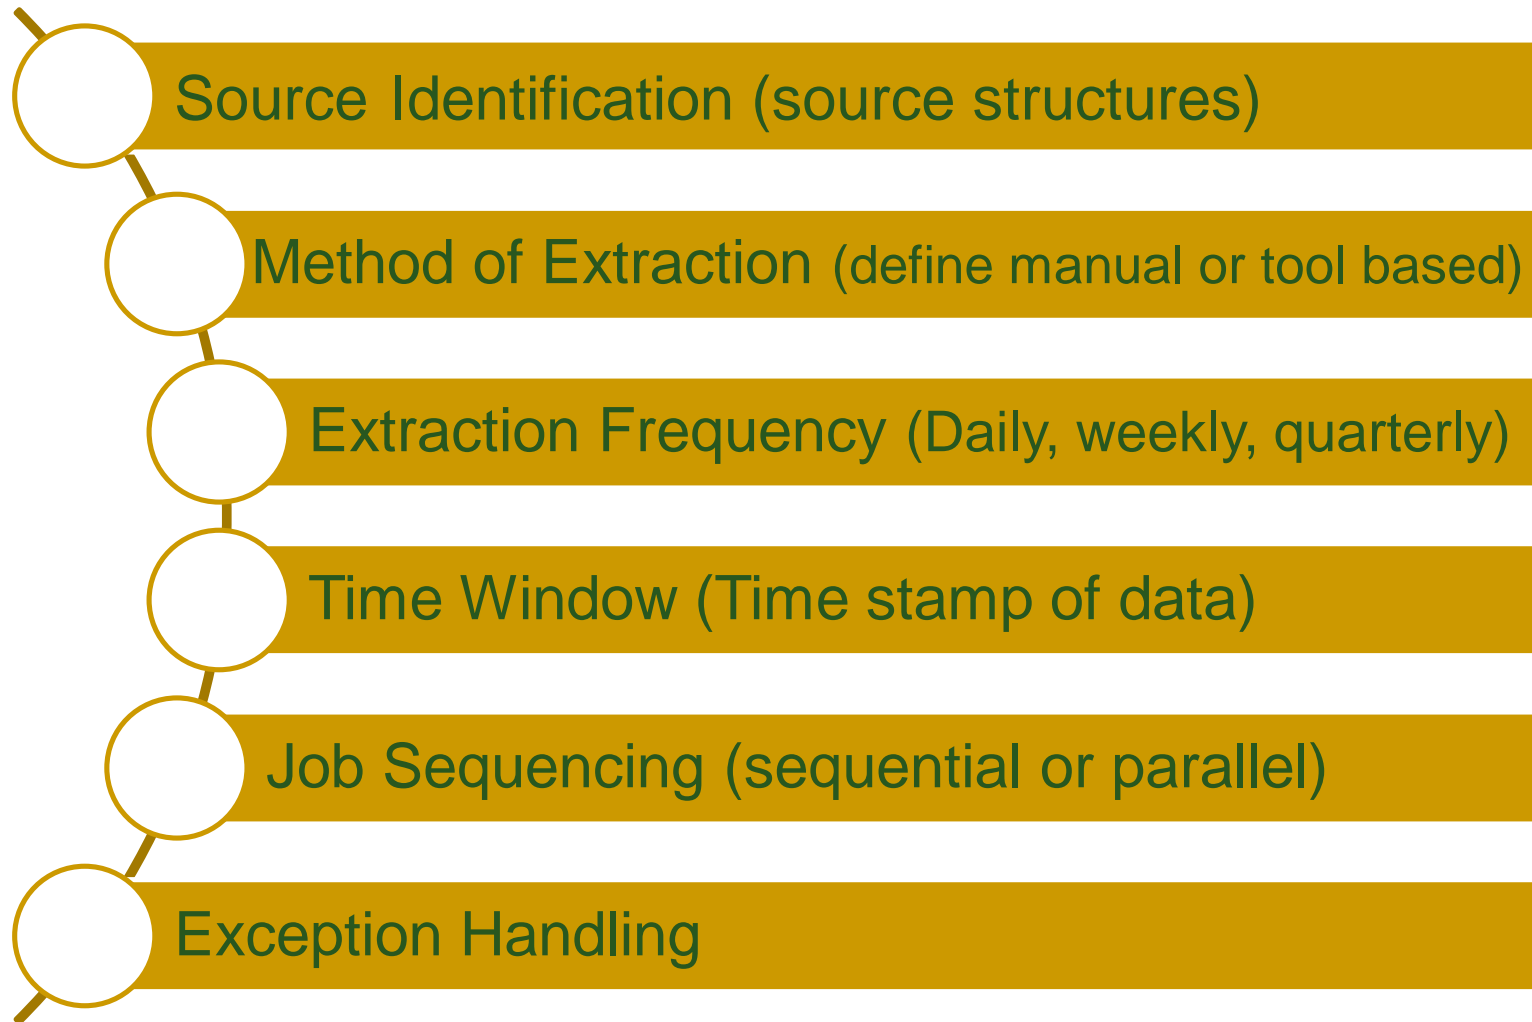 Source Identification (source structures)
Method of Extraction (define manual or tool based)
Extraction Frequency (Daily, weekly, quarterly)
Time Window (Time stamp of data)
Job Sequencing (sequential or parallel)
Exception Handling